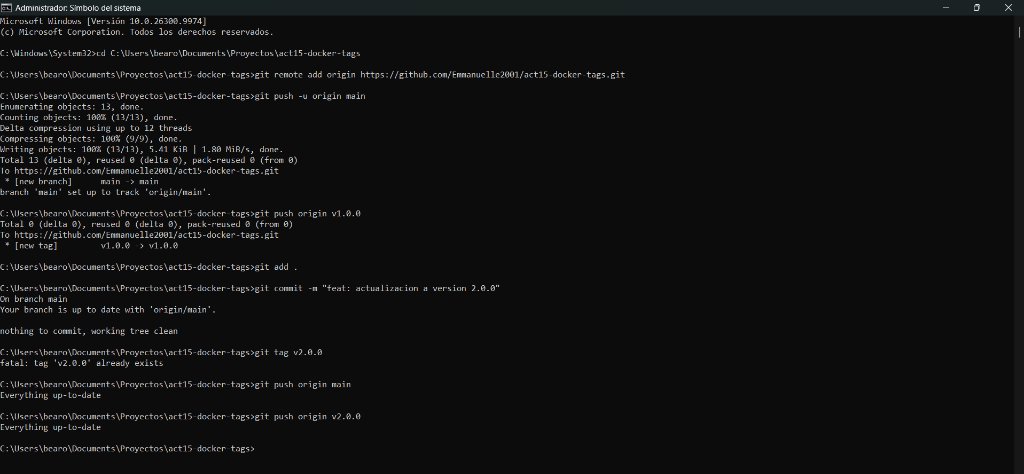 Administrador: Símbolo del sistema
Microsoft Windows [Versión 10.0.26300.9974]
(c) Microsoft Corporation. Todos los derechos reservados.
C:\Windows\System32>cd C:\Users\bearo\Documents\Proyectos\act15-docker-tags
C:\Users\bearo\Documents\Proyectos\act15-docker-tags>git remote add origin https://github.com/Emmanuelle2001/act15-docker-tags.git
C:\Users\bearo\Documents\Proyectos\act15-docker-tags>git push -u origin main
Enumerating objects: 13, done.
Counting objects: 100% (13/13), done.
Delta compression using up to 12 threads
Compressing objects: 100% (9/9), done.
Writing objects: 100% (13/13), 5.41 KiB | 1.80 MiB/s, done.
Total 13 (delta 0), reused 0 (delta 0), pack-reused 0 (from 0)
To https://github.com/Emmanuelle2001/act15-docker-tags.git
 * [new branch]      main -> main
branch 'main' set up to track 'origin/main'.
C:\Users\bearo\Documents\Proyectos\act15-docker-tags>git push origin v1.0.0
Total 0 (delta 0), reused 0 (delta 0), pack-reused 0 (from 0)
To https://github.com/Emmanuelle2001/act15-docker-tags.git
 * [new tag]         v1.0.0 -> v1.0.0
C:\Users\bearo\Documents\Proyectos\act15-docker-tags>git add .
C:\Users\bearo\Documents\Proyectos\act15-docker-tags>git commit -m "feat: actualizacion a version 2.0.0"
On branch main
Your branch is up to date with 'origin/main'.
nothing to commit, working tree clean
C:\Users\bearo\Documents\Proyectos\act15-docker-tags>git tag v2.0.0
fatal: tag 'v2.0.0' already exists
C:\Users\bearo\Documents\Proyectos\act15-docker-tags>git push origin main
Everything up-to-date
C:\Users\bearo\Documents\Proyectos\act15-docker-tags>git push origin v2.0.0
Everything up-to-date
C:\Users\bearo\Documents\Proyectos\act15-docker-tags>